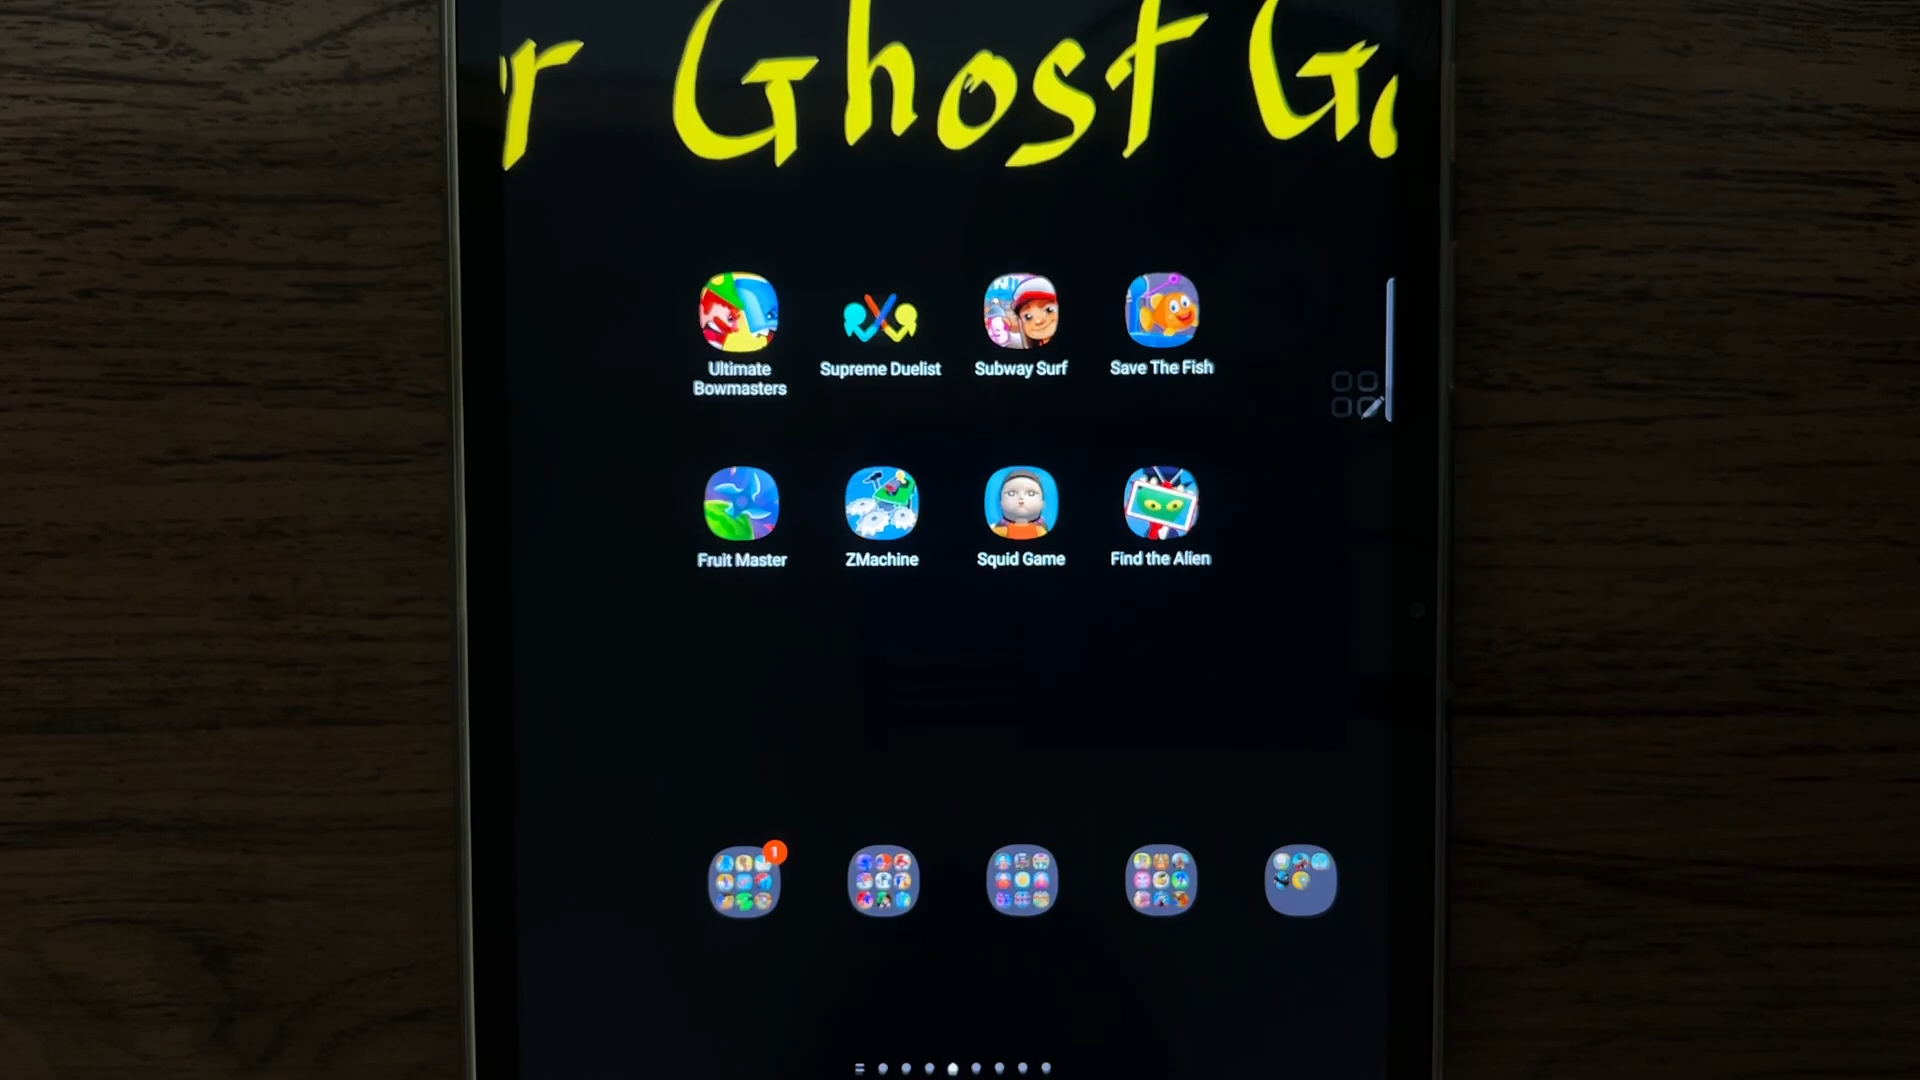 r Ghost Ga
Ultimate Bowmasters
Supreme Duelist
Subway Surf
Save The Fish
Fruit Master
ZMachine
Squid Game
Find the Alien
1